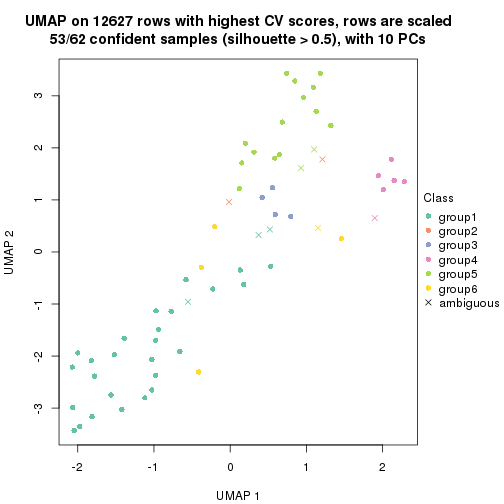 UMAP on 12627 rows with highest CV scores, rows are scaled
53/62 confident samples (silhouette > 0.5), with 10 PCs
UMAP 2
3
2
1
0
-1
-2
-3
-2
-1
0
1
2
UMAP 1
Class
group1
group2
group3
group4
group5
group6
ambiguous